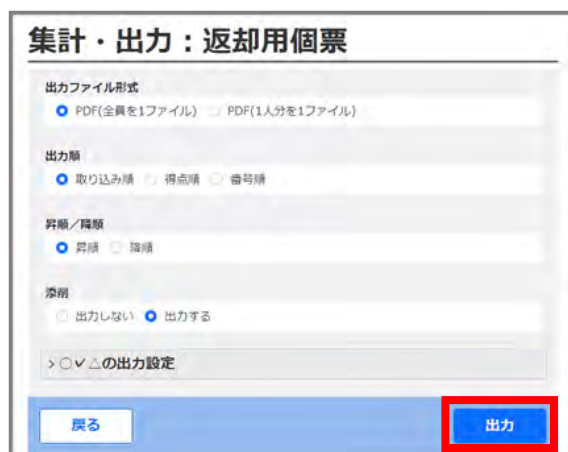 集計・出力：返却用個票
出力ファイル形式
PDF(全員を1ファイル) PDF(1人分を1ファイル)
出力順
取り込み順 得点順 番号順
昇順／降順
昇順 降順
添削
出力しない 出力する
>○✓△の出力設定
戻る 出力